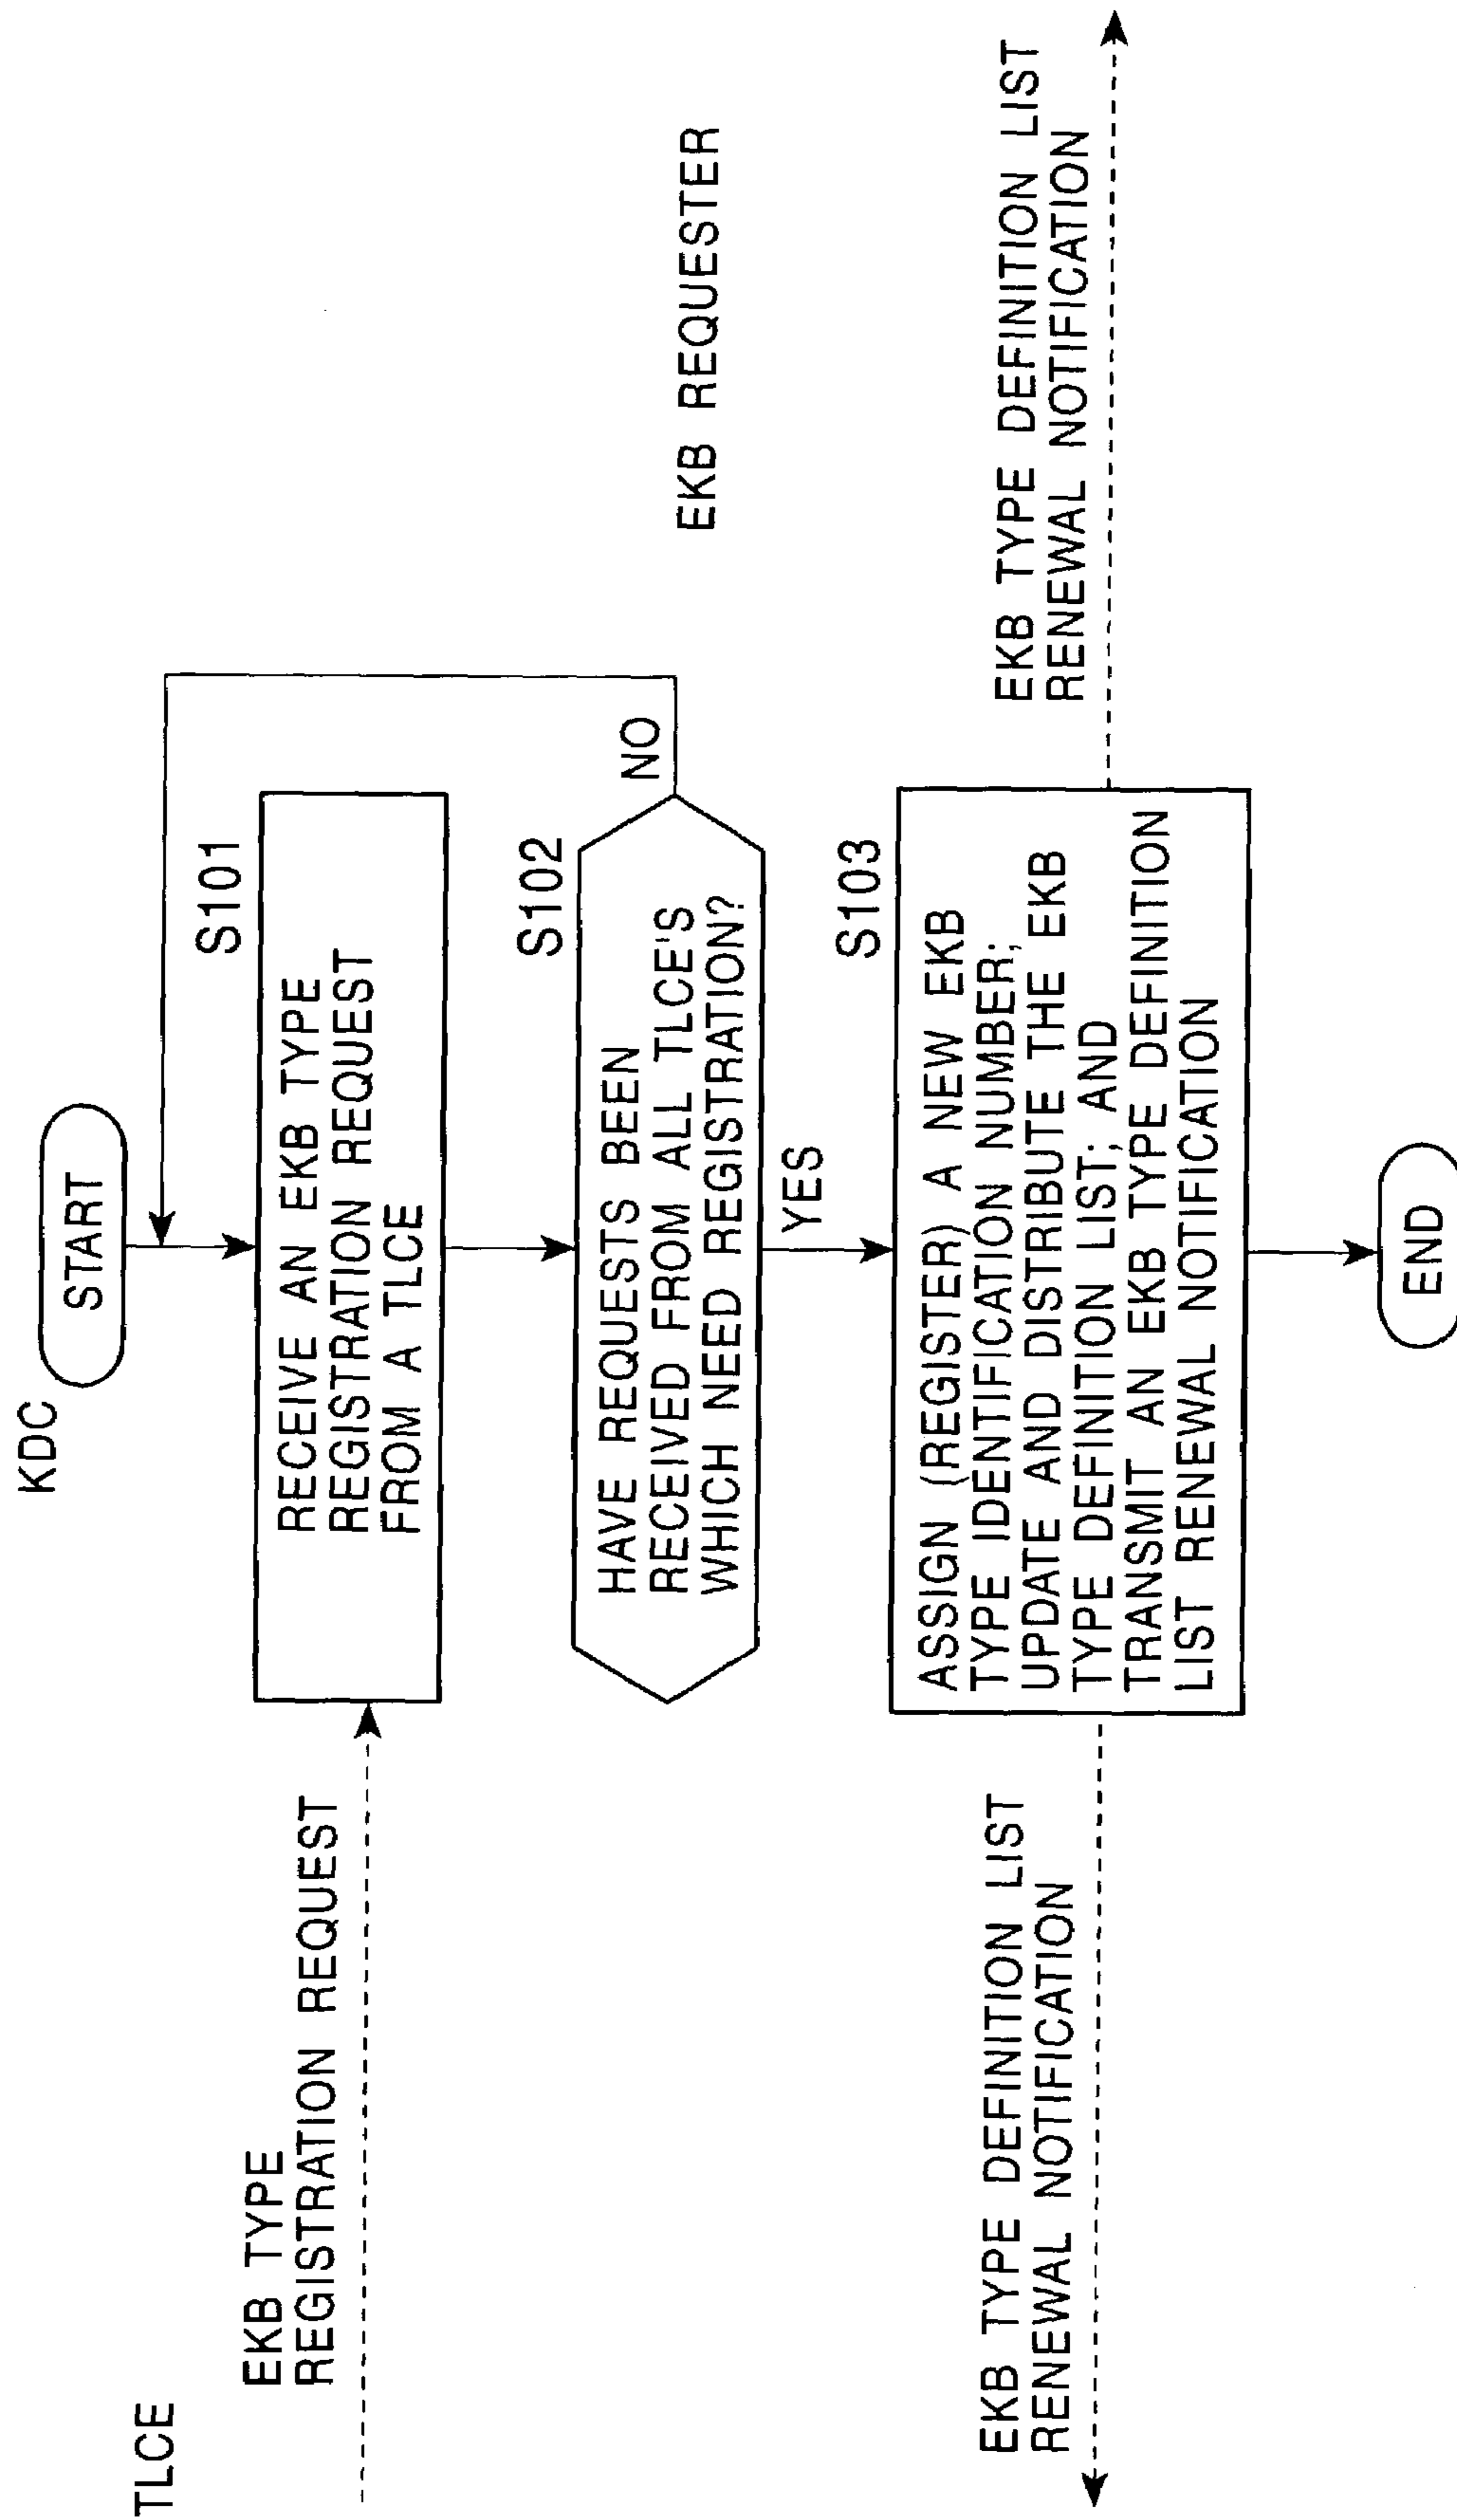 TLCE
KDC
EKB REQUESTER
START
EKB TYPE
REGISTRATION REQUEST
S101
RECEIVE AN EKB TYPE
REGISTRATION REQUEST
FROM A TLCE
S102
HAVE REQUESTS BEEN
RECEIVED FROM ALL TLCE'S
WHICH NEED REGISTRATION?
NO
YES
S103
ASSIGN (REGISTER) A NEW EKB
TYPE IDENTIFICATION NUMBER;
UPDATE AND DISTRIBUTE THE EKB
TYPE DEFINITION LIST; AND
TRANSMIT AN EKB TYPE DEFINITION
LIST RENEWAL NOTIFICATION
EKB TYPE DEFINITION LIST
RENEWAL NOTIFICATION
EKB TYPE DEFINITION LIST
RENEWAL NOTIFICATION
END